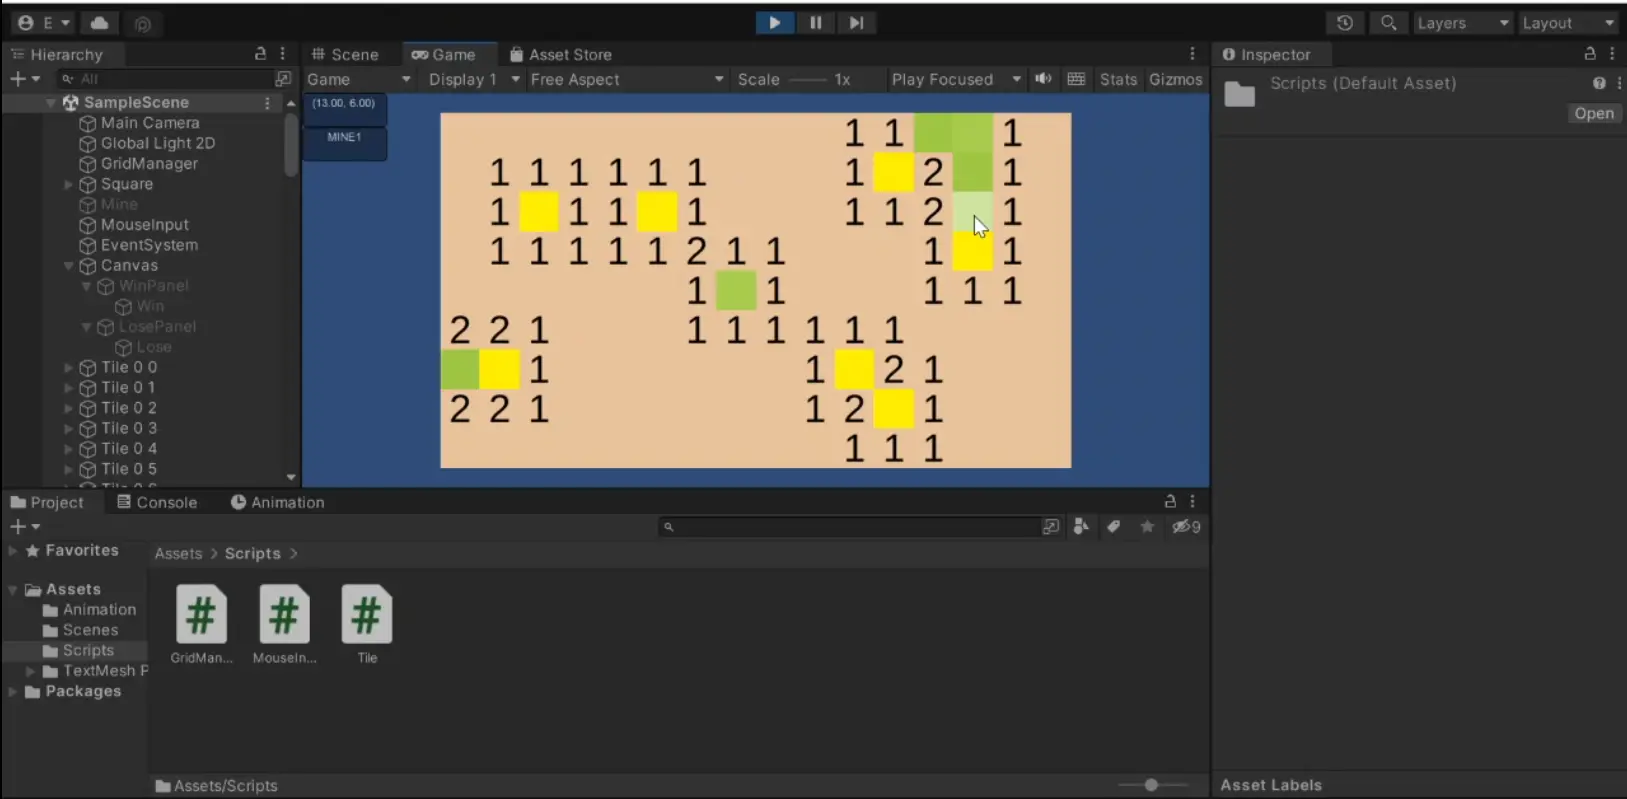 E
Layers
Layout
Hierarchy
Scene
Game
Asset Store
Inspector
All
Game
Display 1
Free Aspect
Scale
1x
Play Focused
Stats
Gizmos
Scripts (Default Asset)
Open
SampleScene
Main Camera
Global Light 2D
GridManager
Square
Mine
MouseInput
EventSystem
Canvas
WinPanel
Win
LosePanel
Lose
Tile 0 0
Tile 0 1
Tile 0 2
Tile 0 3
Tile 0 4
Tile 0 5
(13.00, 6.00)
MINE1
1 1 1
1 1 1 1 1 1 1 2 1
1 1 1 1 1 1 2 1
1 1 1 1 1 2 1 1 1 1
1 1 1 1 1
2 2 1 1 1 1 1 1 1
1 1 2 1
2 2 1 1 2 1
1 1 1
Project
Console
Animation
9
Favorites
Assets > Scripts >
Assets
Animation
Scenes
Scripts
TextMesh P
Packages
GridMan...
MouseIn...
Tile
Assets/Scripts
Asset Labels